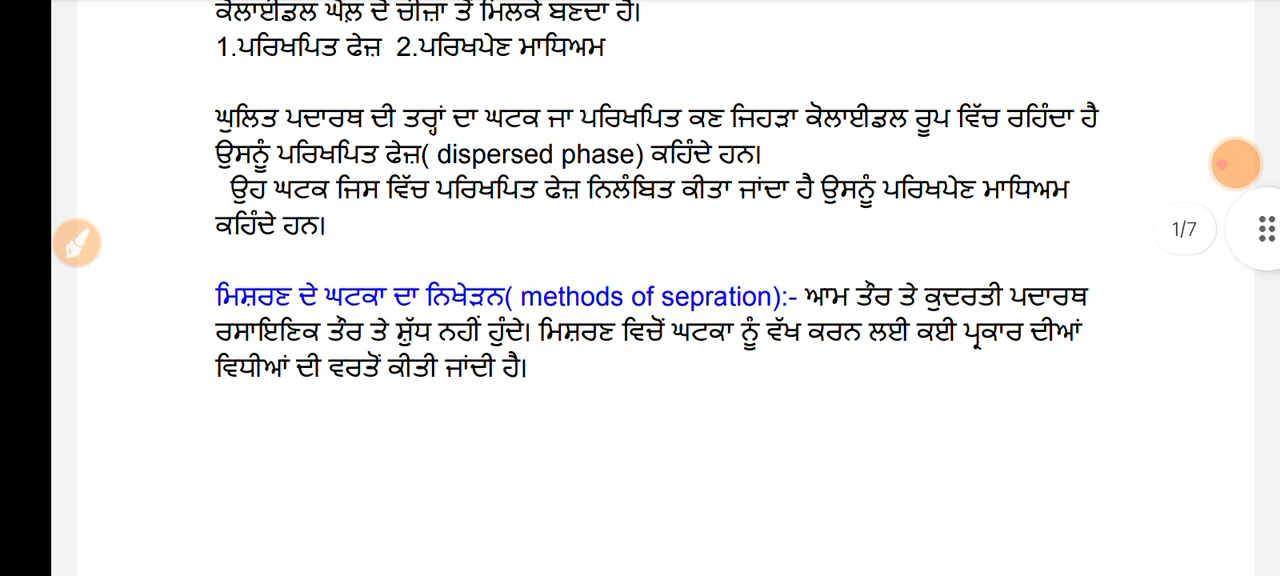 ਕੋਲਾਈਡਲ ਘੋਲ ਦੋ ਚੀਜ਼ਾ ਤੋਂ ਮਿਲਕੇ ਬਣਦਾ ਹੈ।
1.ਪਰਿਖਪਿਤ ਫੇਜ਼ 2.ਪਰਿਖਪੇਣ ਮਾਧਿਅਮ
ਘੁਲਿਤ ਪਦਾਰਥ ਦੀ ਤਰ੍ਹਾਂ ਦਾ ਘਟਕ ਜਾ ਪਰਿਖਪਿਤ ਕਣ ਜਿਹੜਾ ਕੋਲਾਈਡਲ ਰੂਪ ਵਿੱਚ ਰਹਿੰਦਾ ਹੈ
ਉਸਨੂੰ ਪਰਿਖਪਿਤ ਫੇਜ਼( dispersed phase) ਕਹਿੰਦੇ ਹਨ।
ਉਹ ਘਟਕ ਜਿਸ ਵਿੱਚ ਪਰਿਖਪਿਤ ਫੇਜ਼ ਨਿਲੰਬਿਤ ਕੀਤਾ ਜਾਂਦਾ ਹੈ ਉਸਨੂੰ ਪਰਿਖਪੇਣ ਮਾਧਿਅਮ
ਕਹਿੰਦੇ ਹਨ।
1/7
ਮਿਸ਼ਰਣ ਦੇ ਘਟਕਾ ਦਾ ਨਿਖੇੜਨ( methods of sepration):- ਆਮ ਤੌਰ ਤੇ ਕੁਦਰਤੀ ਪਦਾਰਥ
ਰਸਾਇਣਿਕ ਤੌਰ ਤੇ ਸ਼ੁੱਧ ਨਹੀਂ ਹੁੰਦੇ। ਮਿਸ਼ਰਣ ਵਿਚੋਂ ਘਟਕਾ ਨੂੰ ਵੱਖ ਕਰਨ ਲਈ ਕਈ ਪ੍ਰਕਾਰ ਦੀਆਂ
ਵਿਧੀਆਂ ਦੀ ਵਰਤੋਂ ਕੀਤੀ ਜਾਂਦੀ ਹੈ।